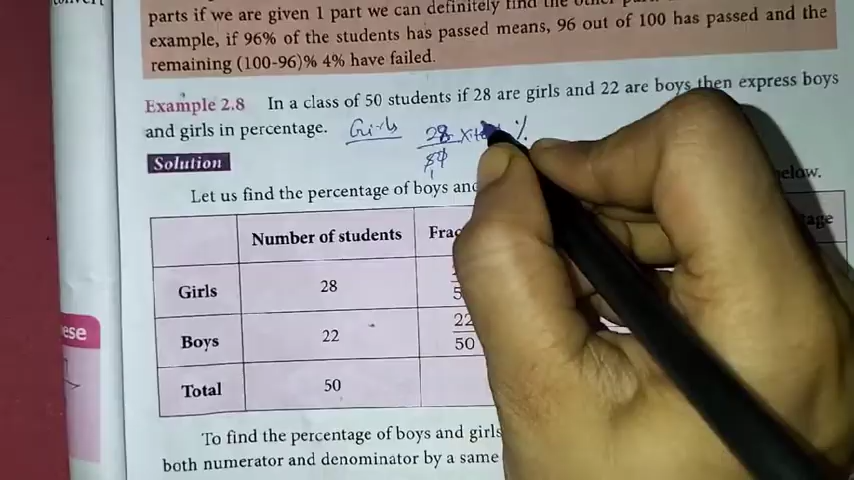 parts if we are given 1 part we can definitely find the other
example, if 96% of the students has passed means, 96 out of 100 has passed and the
remaining (100-96)% 4% have failed.
Example 2.8 In a class of 50 students if 28 are girls and 22 are boys then express boys
and girls in percentage. Girls 28 %
50
1
Solution
Let us find the percentage of boys and below.
Number of students
Girls 28
Boys 22 22
50
Total 50
To find the percentage of boys and girls
both numerator and denominator by a same